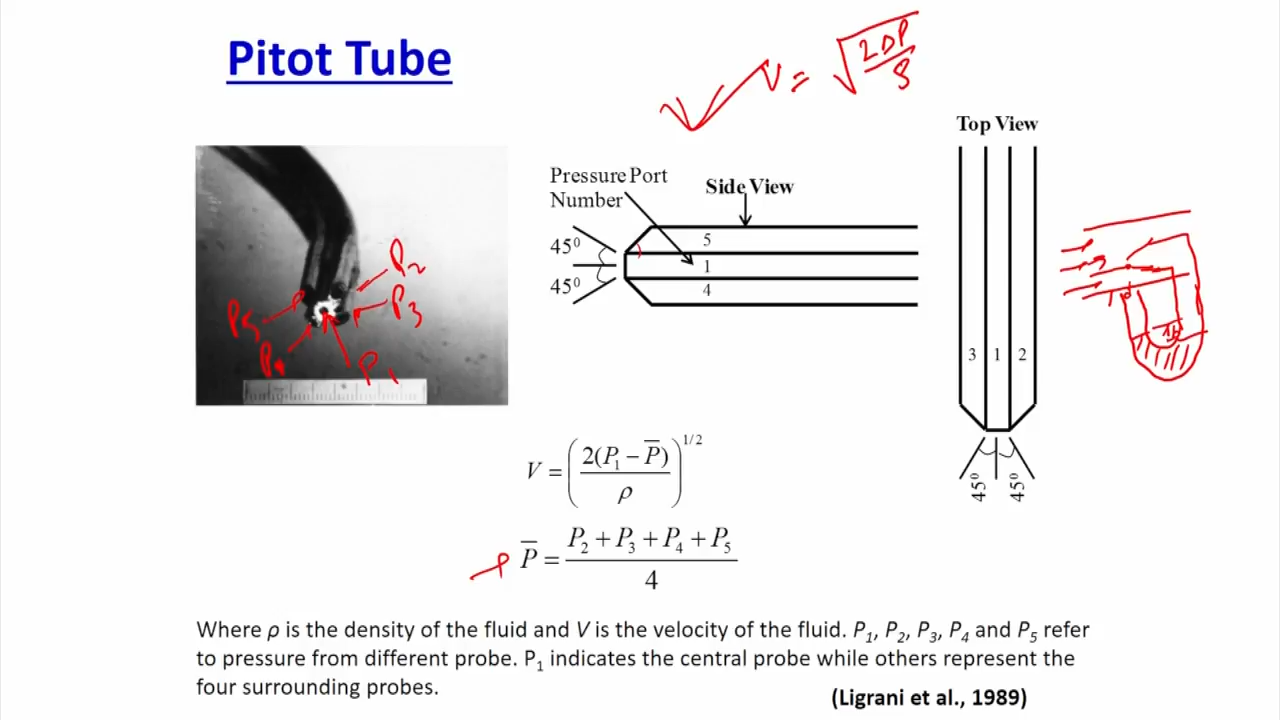 Pitot Tube
V = √(2ΔP/ρ)
Top View
Pressure Port
Number
Side View
45⁰
45⁰
5
1
4
P2
P3
P5
P4
P1
3 1 2
45⁰ 45⁰
V = (2(P₁ − P̅)/ρ)^1/2
P̅ = (P₂ + P₃ + P₄ + P₅)/4
Where ρ is the density of the fluid and V is the velocity of the fluid. P₁, P₂, P₃, P₄ and P₅ refer
to pressure from different probe. P₁ indicates the central probe while others represent the
four surrounding probes.
(Ligrani et al., 1989)